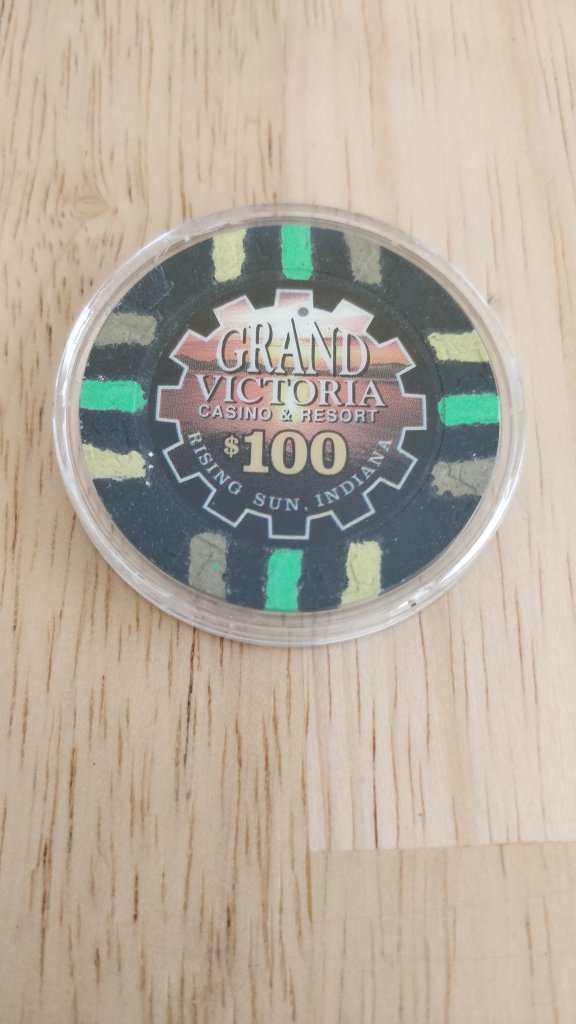 GRAND
VICTORIA
CASINO & RESORT
$100
RISING SUN, INDIANA